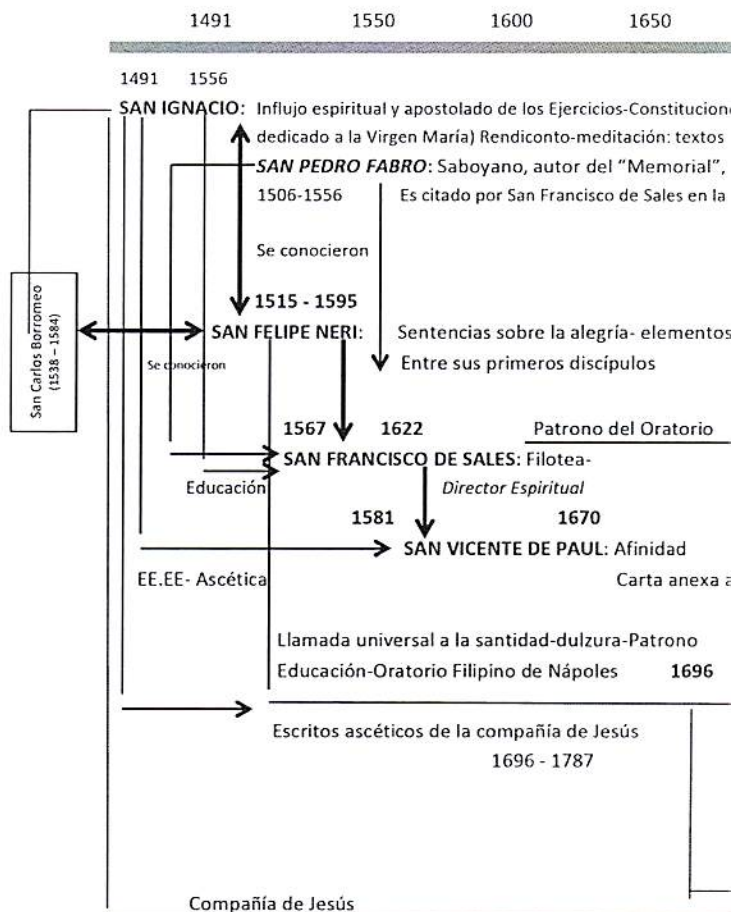 1491 1550 1600 1650
1491 1556
SAN IGNACIO: Influjo espiritual y apostolado de los Ejercicios-Constitucione
dedicado a la Virgen María) Rendiconto-meditación: textos
SAN PEDRO FABRO: Saboyano, autor del “Memorial”,
1506-1556 Es citado por San Francisco de Sales en la
Se conocieron
1515 - 1595
San Carlos Borromeo
(1538 – 1584)
SAN FELIPE NERI: Sentencias sobre la alegría- elementos
Se conocieron
Entre sus primeros discípulos
1567 1622 Patrono del Oratorio
SAN FRANCISCO DE SALES: Filotea-
Educación Director Espiritual
1581 1670
SAN VICENTE DE PAUL: Afinidad
EE.EE- Ascética Carta anexa a
Llamada universal a la santidad-dulzura-Patrono
Educación-Oratorio Filipino de Nápoles 1696
Escritos ascéticos de la compañía de Jesús
1696 - 1787
Compañía de Jesús